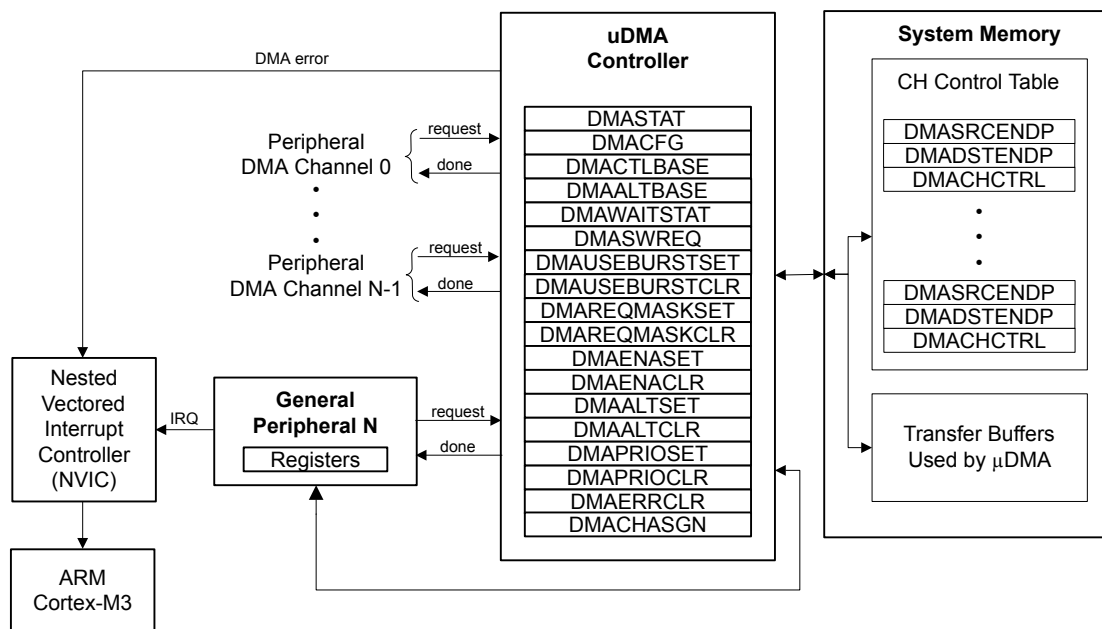 uDMA
Controller
System Memory
DMA error
CH Control Table
Peripheral
DMA Channel 0
request
done
DMASTAT
DMACFG
DMACTLBASE
DMAALTBASE
DMAWAITSTAT
DMASWREQ
DMAUSEBURSTSET
DMAUSEBURSTCLR
DMAREQMASKSET
DMAREQMASKCLR
DMAENASET
DMAENACLR
DMAALTSET
DMAALTCLR
DMAPRIOSET
DMAPRIOCLR
DMAERRCLR
DMACHASGN
DMASRCENDP
DMADSTENDP
DMACHCTRL
Peripheral
DMA Channel N-1
request
done
DMASRCENDP
DMADSTENDP
DMACHCTRL
Nested
Vectored
Interrupt
Controller
(NVIC)
IRQ
General
Peripheral N
Registers
request
done
Transfer Buffers
Used by µDMA
ARM
Cortex-M3